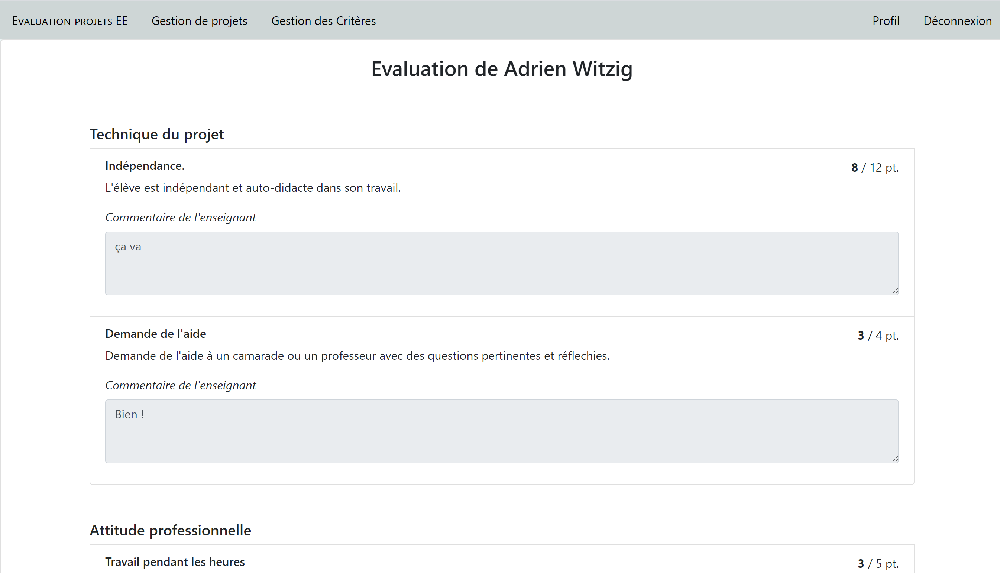 EVALUATION PROJETS EE Gestion de projets Gestion des Critères Profil Déconnexion
Evaluation de Adrien Witzig
Technique du projet
Indépendance. 8 / 12 pt.
L'élève est indépendant et auto-didacte dans son travail.
Commentaire de l'enseignant
ça va
Demande de l'aide 3 / 4 pt.
Demande de l'aide à un camarade ou un professeur avec des questions pertinentes et réflechies.
Commentaire de l'enseignant
Bien !
Attitude professionnelle
Travail pendant les heures 3 / 5 pt.